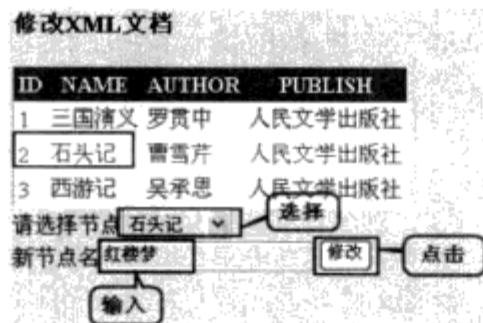 修改XML文档
ID NAME AUTHOR PUBLISH
1 三国演义 罗贯中 人民文学出版社
2 石头记 曹雪芹 人民文学出版社
3 西游记 吴承恩 人民文学出版社
请选择节点 石头记 选择
新节点名 红楼梦 修改 点击
输入